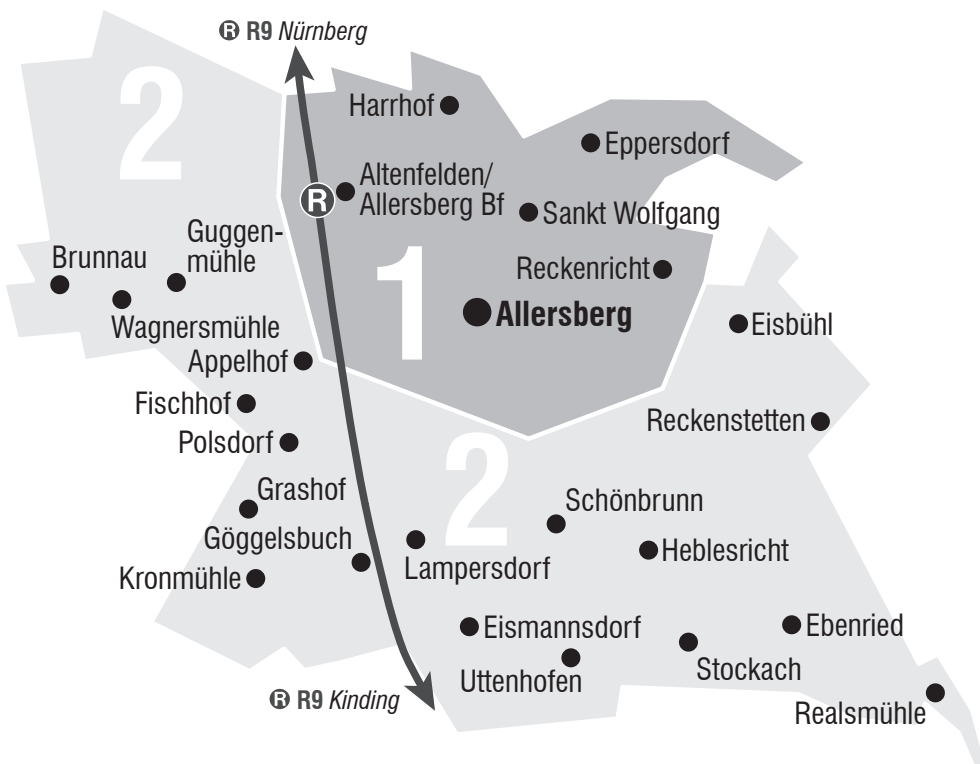 R R9 Nürnberg
2
Harrhof
Eppersdorf
Altenfelden/
Allersberg Bf
R
Sankt Wolfgang
Guggen-
mühle
Brunnau
Reckenricht
1
Allersberg
Wagnersmühle
Eisbühl
Appelhof
Fischhof
Reckenstetten
Polsdorf
2
Grashof
Schönbrunn
Göggelsbuch
Heblesricht
Lampersdorf
Kronmühle
Eismannsdorf
Ebenried
Uttenhofen
Stockach
R R9 Kinding
Realsmühle